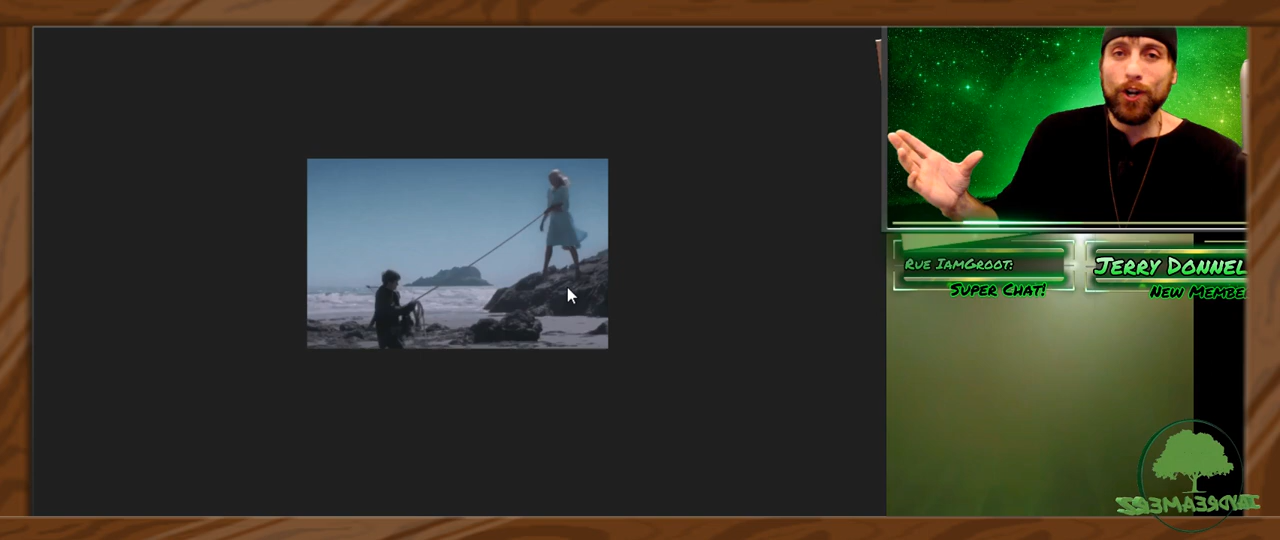 RUE IAMGROOT:
SUPER CHAT!
JERRY DONNEL
NEW MEMBE